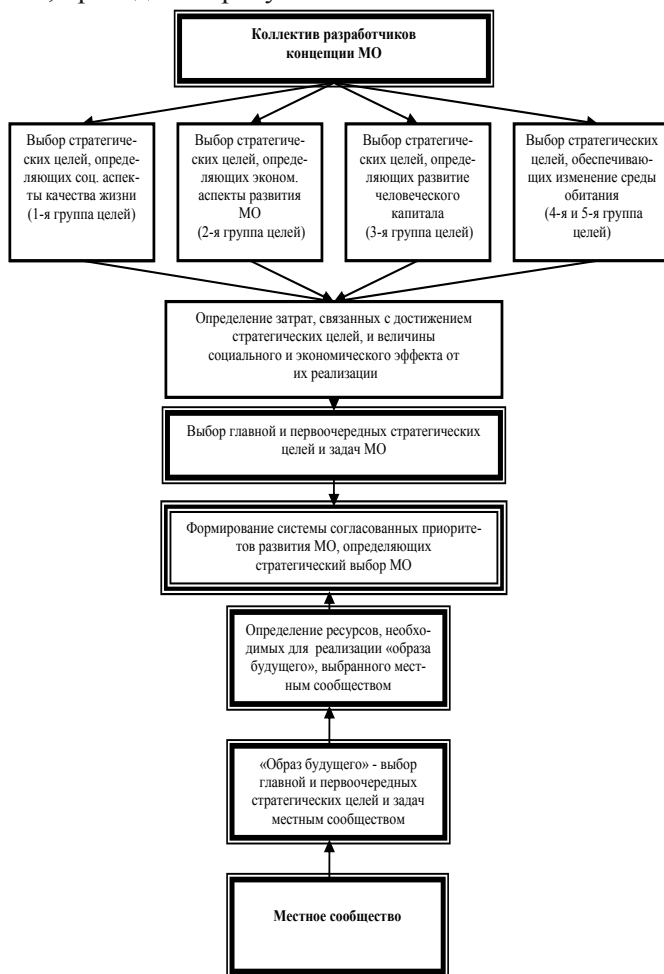 Коллектив разработчиков
концепции МО
Выбор стратегиче-
ских целей, опреде-
ляющих соц. аспек-
ты качества жизни
(1-я группа целей)
Выбор стратегиче-
ских целей, опреде-
ляющих эконом.
аспекты развития
МО
(2-я группа целей)
Выбор стратегиче-
ских целей, опреде-
ляющих развитие
человеческого
капитала
(3-я группа целей)
Выбор стратегических
целей, обеспечиваю-
щих изменение среды
обитания
(4-я и 5-я группа
целей)
Определение затрат, связанных с достижением
стратегических целей, и величины
социального и экономического эффекта от
их реализации
Выбор главной и первоочередных стратегических
целей и задач МО
Формирование системы согласованных приорите-
тов развития МО, определяющих
стратегический выбор МО
Определение ресурсов, необхо-
димых для реализации «образа
будущего», выбранного мест-
ным сообществом
«Образ будущего» - выбор
главной и первоочередных
стратегических целей и задач
местным сообществом
Местное сообщество